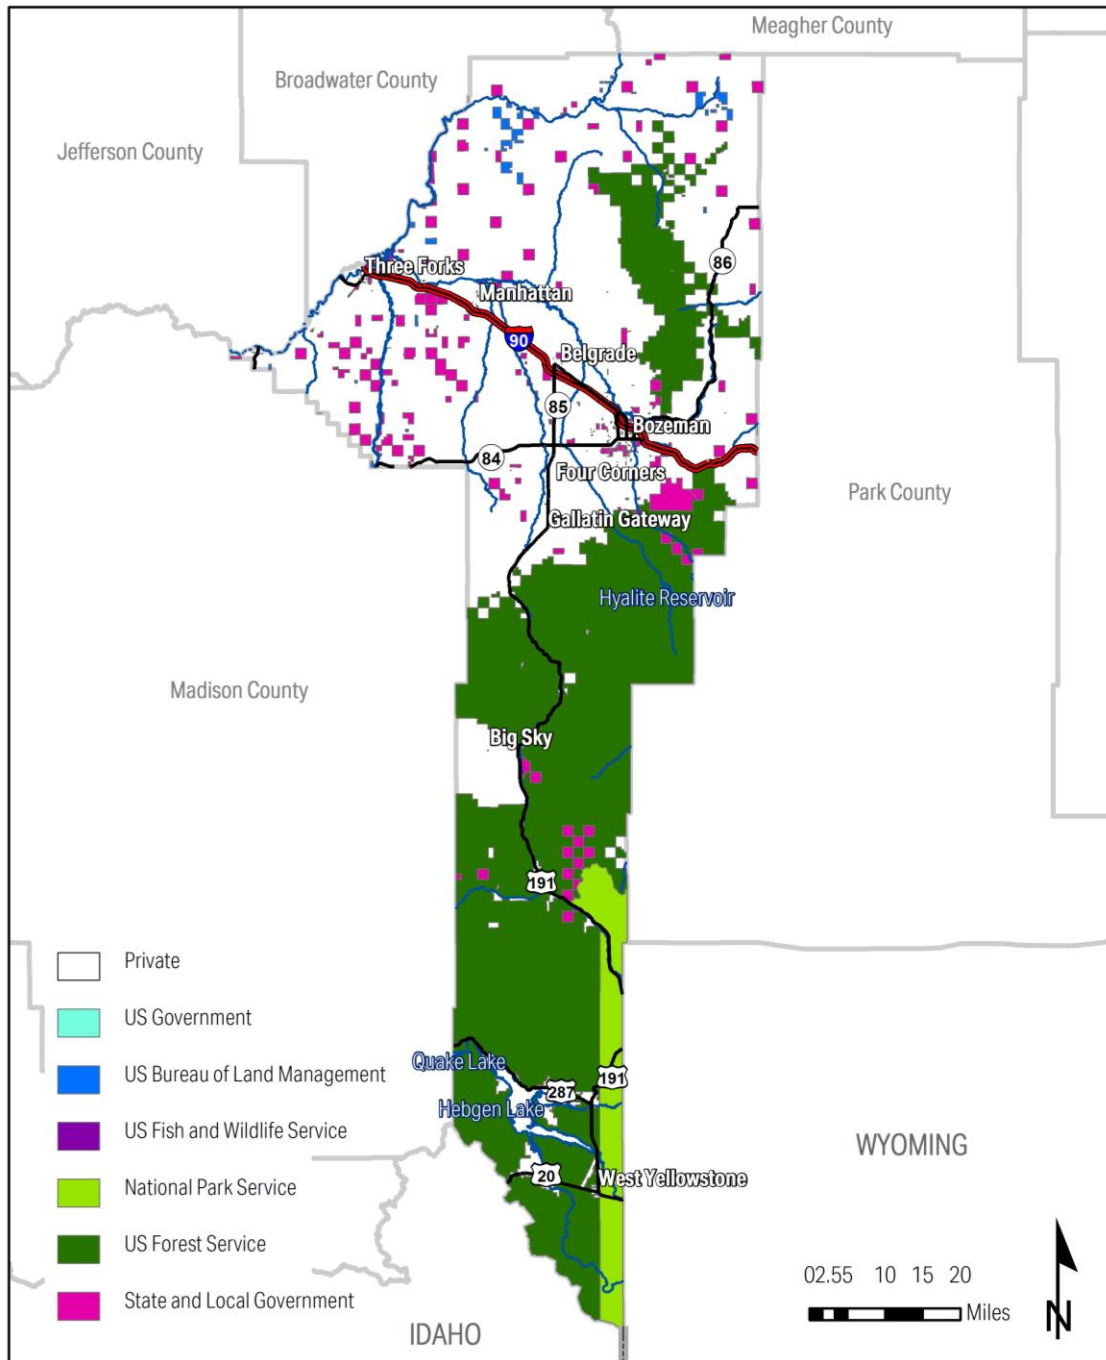 Meagher County
Broadwater County
Jefferson County
86
Three Forks
Manhattan
90
Belgrade
85
Bozeman
84
Four Corners
Park County
Gallatin Gateway
Hyalite Reservoir
Madison County
Big Sky
191
Private
US Government
US Bureau of Land Management
US Fish and Wildlife Service
National Park Service
US Forest Service
State and Local Government
Quake Lake
191
287
Hebgen Lake
WYOMING
20
West Yellowstone
02.55 10 15 20
Miles
N
IDAHO